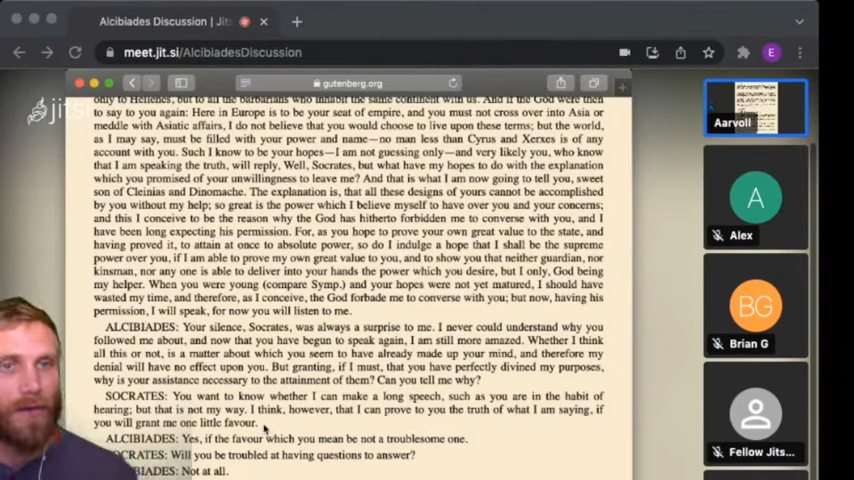 Alcibiades Discussion | Jits
meet.jit.si/AlcibiadesDiscussion
E
gutenberg.org
jitsi
only to Hellenes, but to all the barbarians who inhabit the same continent with us. And if the God were then
to say to you again: Here in Europe is to be your seat of empire, and you must not cross over into Asia or
meddle with Asiatic affairs, I do not believe that you would choose to live upon these terms; but the world,
as I may say, must be filled with your power and name—no man less than Cyrus and Xerxes is of any
account with you. Such I know to be your hopes—I am not guessing only—and very likely you, who know
that I am speaking the truth, will reply, Well, Socrates, but what have my hopes to do with the explanation
which you promised of your unwillingness to leave me? And that is what I am now going to tell you, sweet
son of Cleinias and Dinomache. The explanation is, that all these designs of yours cannot be accomplished
by you without my help; so great is the power which I believe myself to have over you and your concerns;
and this I conceive to be the reason why the God has hitherto forbidden me to converse with you, and I
have been long expecting his permission. For, as you hope to prove your own great value to the state, and
having proved it, to attain at once to absolute power, so do I indulge a hope that I shall be the supreme
power over you, if I am able to prove my own great value to you, and to show you that neither guardian, nor
kinsman, nor any one is able to deliver into your hands the power which you desire, but I only, God being
my helper. When you were young (compare Symp.) and your hopes were not yet matured, I should have
wasted my time, and therefore, as I conceive, the God forbade me to converse with you; but now, having his
permission, I will speak, for now you will listen to me.
ALCIBIADES: Your silence, Socrates, was always a surprise to me. I never could understand why you
followed me about, and now that you have begun to speak again, I am still more amazed. Whether I think
all this or not, is a matter about which you seem to have already made up your mind, and therefore my
denial will have no effect upon you. But granting, if I must, that you have perfectly divined my purposes,
why is your assistance necessary to the attainment of them? Can you tell me why?
SOCRATES: You want to know whether I can make a long speech, such as you are in the habit of
hearing; but that is not my way. I think, however, that I can prove to you the truth of what I am saying, if
you will grant me one little favour.
ALCIBIADES: Yes, if the favour which you mean be not a troublesome one.
SOCRATES: Will you be troubled at having questions to answer?
BIADES: Not at all.
Aarvoll
A
Alex
BG
Brian G
Fellow Jits...